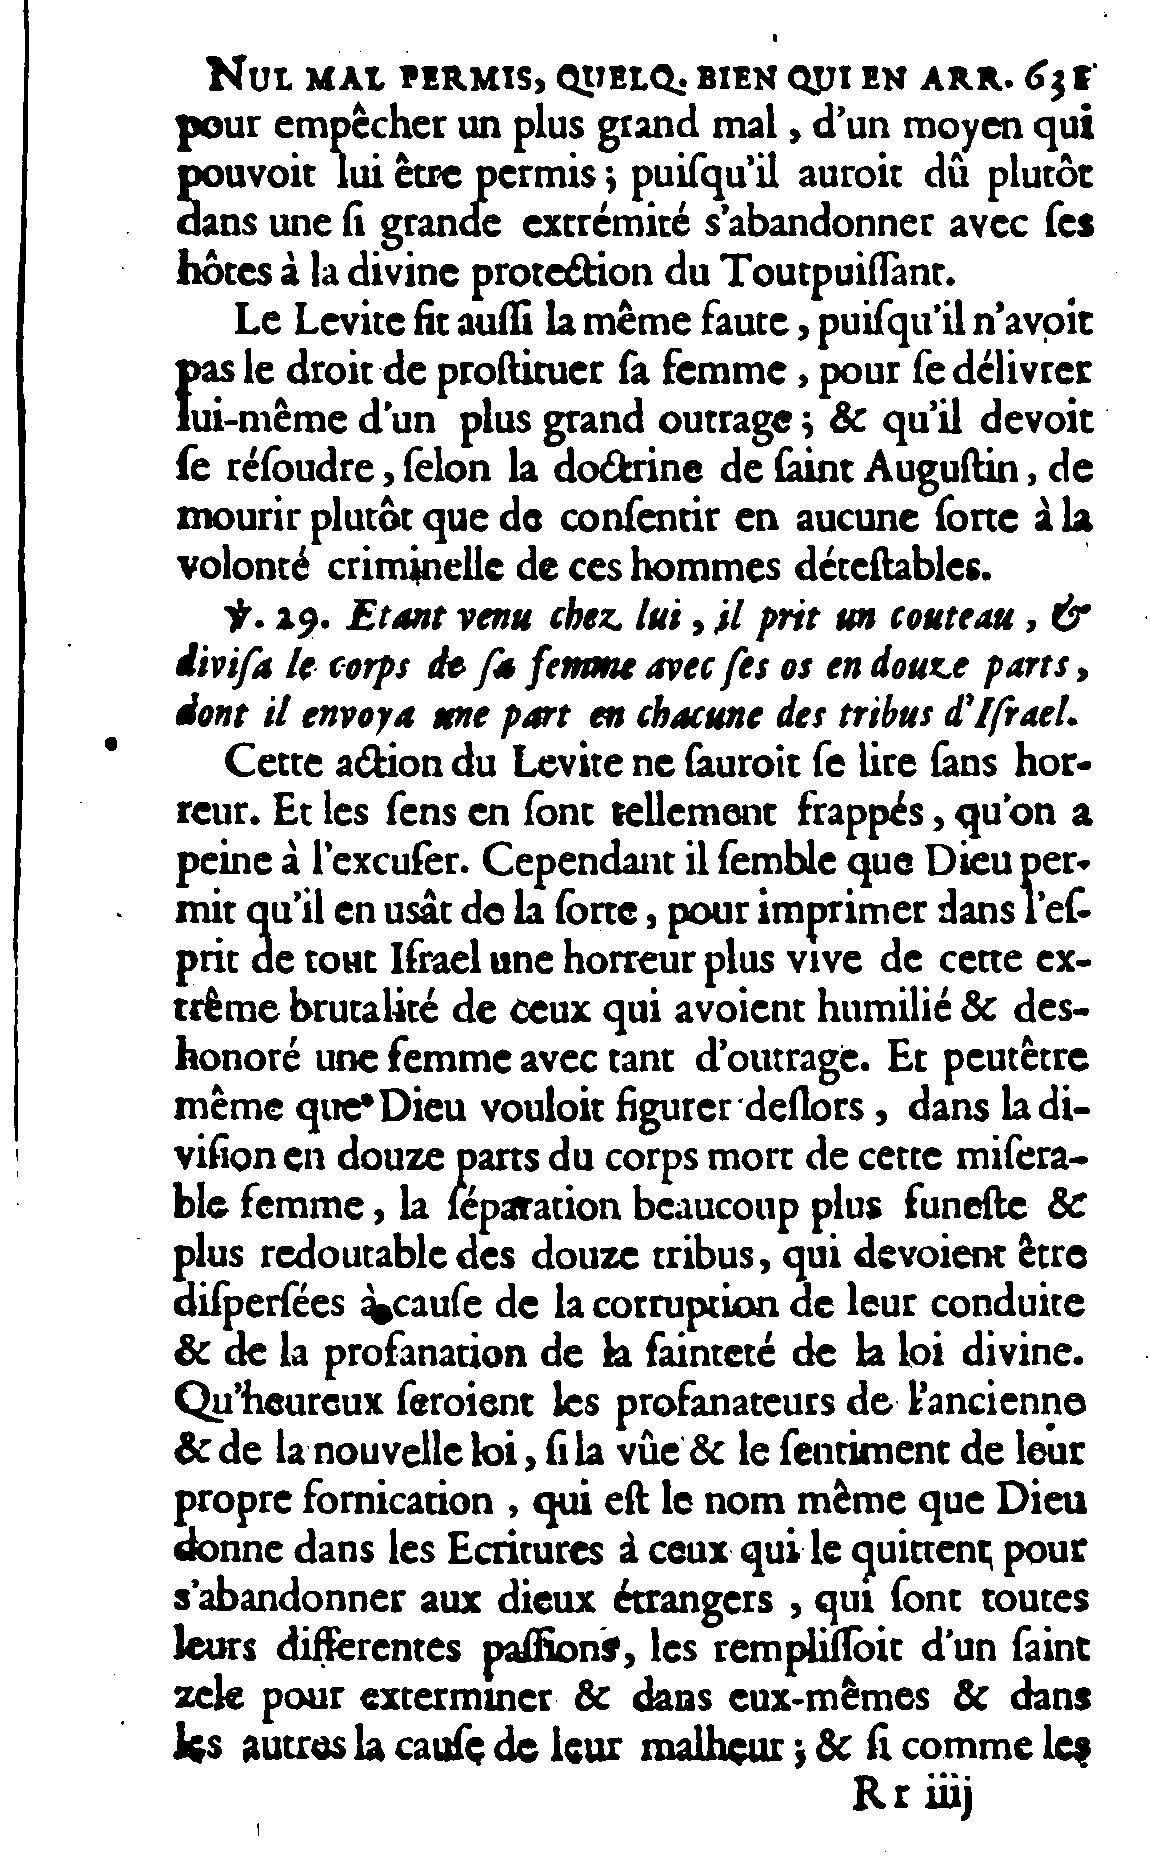 NUL MAL PERMIS, QUELQ. BIEN QUI EN ARR. 631
pour empêcher un plus grand mal, d'un moyen qui
pouvoit lui être permis; puiſqu'il auroit dû plutôt
dans une ſi grande extrémité s'abandonner avec ſes
hôtes à la divine protection du Toutpuiſſant.
Le Levite fit auſſi la même faute, puiſqu'il n'avoit
pas le droit de proſtituer ſa femme, pour ſe délivrer
lui-même d'un plus grand outrage; & qu'il devoit
ſe réſoudre, ſelon la doctrine de ſaint Auguſtin, de
mourir plutôt que de conſentir en aucune ſorte à la
volonté criminelle de ces hommes déteſtables.
℣. 29. Etant venu chez lui, il prit un couteau, &
diviſa le corps de ſa femme avec ſes os en douze parts,
dont il envoya une part en chacune des tribus d'Iſrael.
Cette action du Levite ne ſauroit ſe lire ſans hor-
reur. Et les ſens en ſont tellement frappés, qu'on a
peine à l'excuſer. Cependant il ſemble que Dieu per-
mit qu'il en usât de la ſorte, pour imprimer dans l'eſ-
prit de tout Iſrael une horreur plus vive de cette ex-
trême brutalité de ceux qui avoient humilié & des-
honoré une femme avec tant d'outrage. Et peutêtre
même que Dieu vouloit figurer deſlors, dans la di-
viſion en douze parts du corps mort de cette miſera-
ble femme, la ſéparation beaucoup plus funeſte &
plus redoutable des douze tribus, qui devoient être
diſperſées à cauſe de la corruption de leur conduite
& de la profanation de la ſainteté de la loi divine.
Qu'heureux ſeroient les profanateurs de l'ancienne
& de la nouvelle loi, ſi la vûe & le ſentiment de leur
propre fornication, qui eſt le nom même que Dieu
donne dans les Ecritures à ceux qui le quittent pour
s'abandonner aux dieux étrangers, qui ſont toutes
leurs differentes paſſions, les rempliſſoit d'un ſaint
zele pour exterminer & dans eux-mêmes & dans
les autres la cauſe de leur malheur; & ſi comme les
Rr iiij